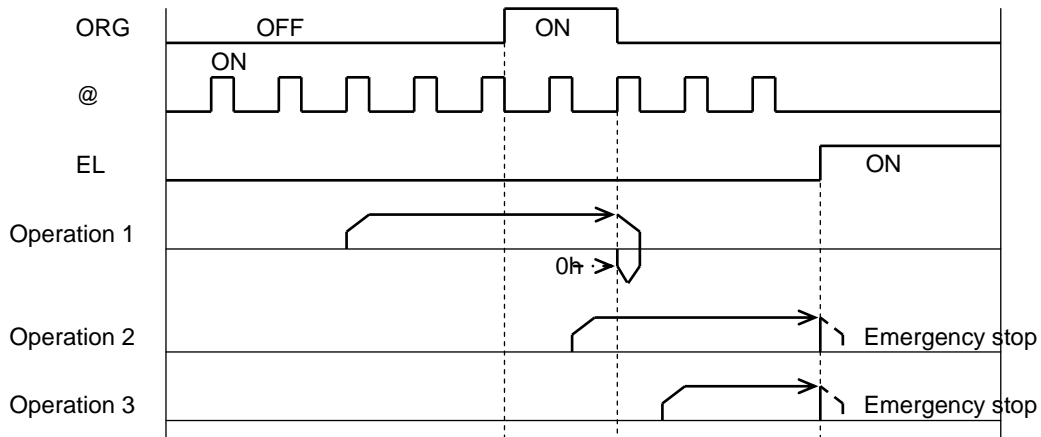 ORG OFF ON
ON
@
EL ON
Operation 1
0h
Operation 2 Emergency stop
Operation 3 Emergency stop